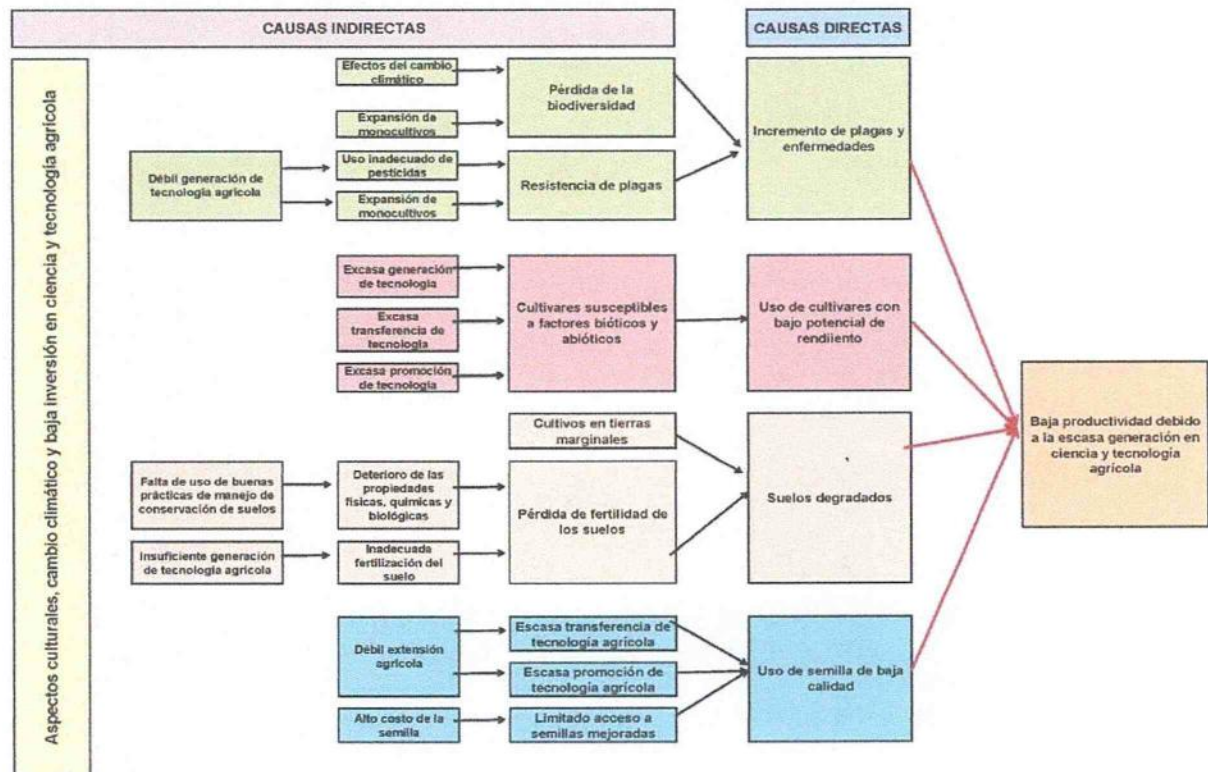 CAUSAS INDIRECTAS
CAUSAS DIRECTAS
Aspectos culturales, cambio climático y baja inversión en ciencia y tecnología agrícola
Efectos del cambio
climático
Expansión de
monocultivos
Pérdida de la
biodiversidad
Débil generación de
tecnología agrícola
Uso inadecuado de
pesticidas
Expansión de
monocultivos
Resistencia de plagas
Incremento de plagas y
enfermedades
Excasa generación
de tecnología
Excasa
transferencia de
tecnología
Excasa promoción
de tecnología
Cultivares susceptibles
a factores bióticos y
abióticos
Uso de cultivares con
bajo potencial de
rendiiento
Cultivos en tierras
marginales
Falta de uso de buenas
prácticas de manejo de
conservación de suelos
Deterioro de las
propiedades
físicas, químicas y
biológicas
Insuficiente generación
de tecnología agrícola
Inadecuada
fertilización del
suelo
Pérdida de fertilidad de
los suelos
Suelos degradados
Débil extensión
agrícola
Escasa transferencia de
tecnología agrícola
Escasa promoción de
tecnología agrícola
Alto costo de la
semilla
Limitado acceso a
semillas mejoradas
Uso de semilla de baja
calidad
Baja productividad debido
a la escasa generación en
ciencia y tecnología
agrícola